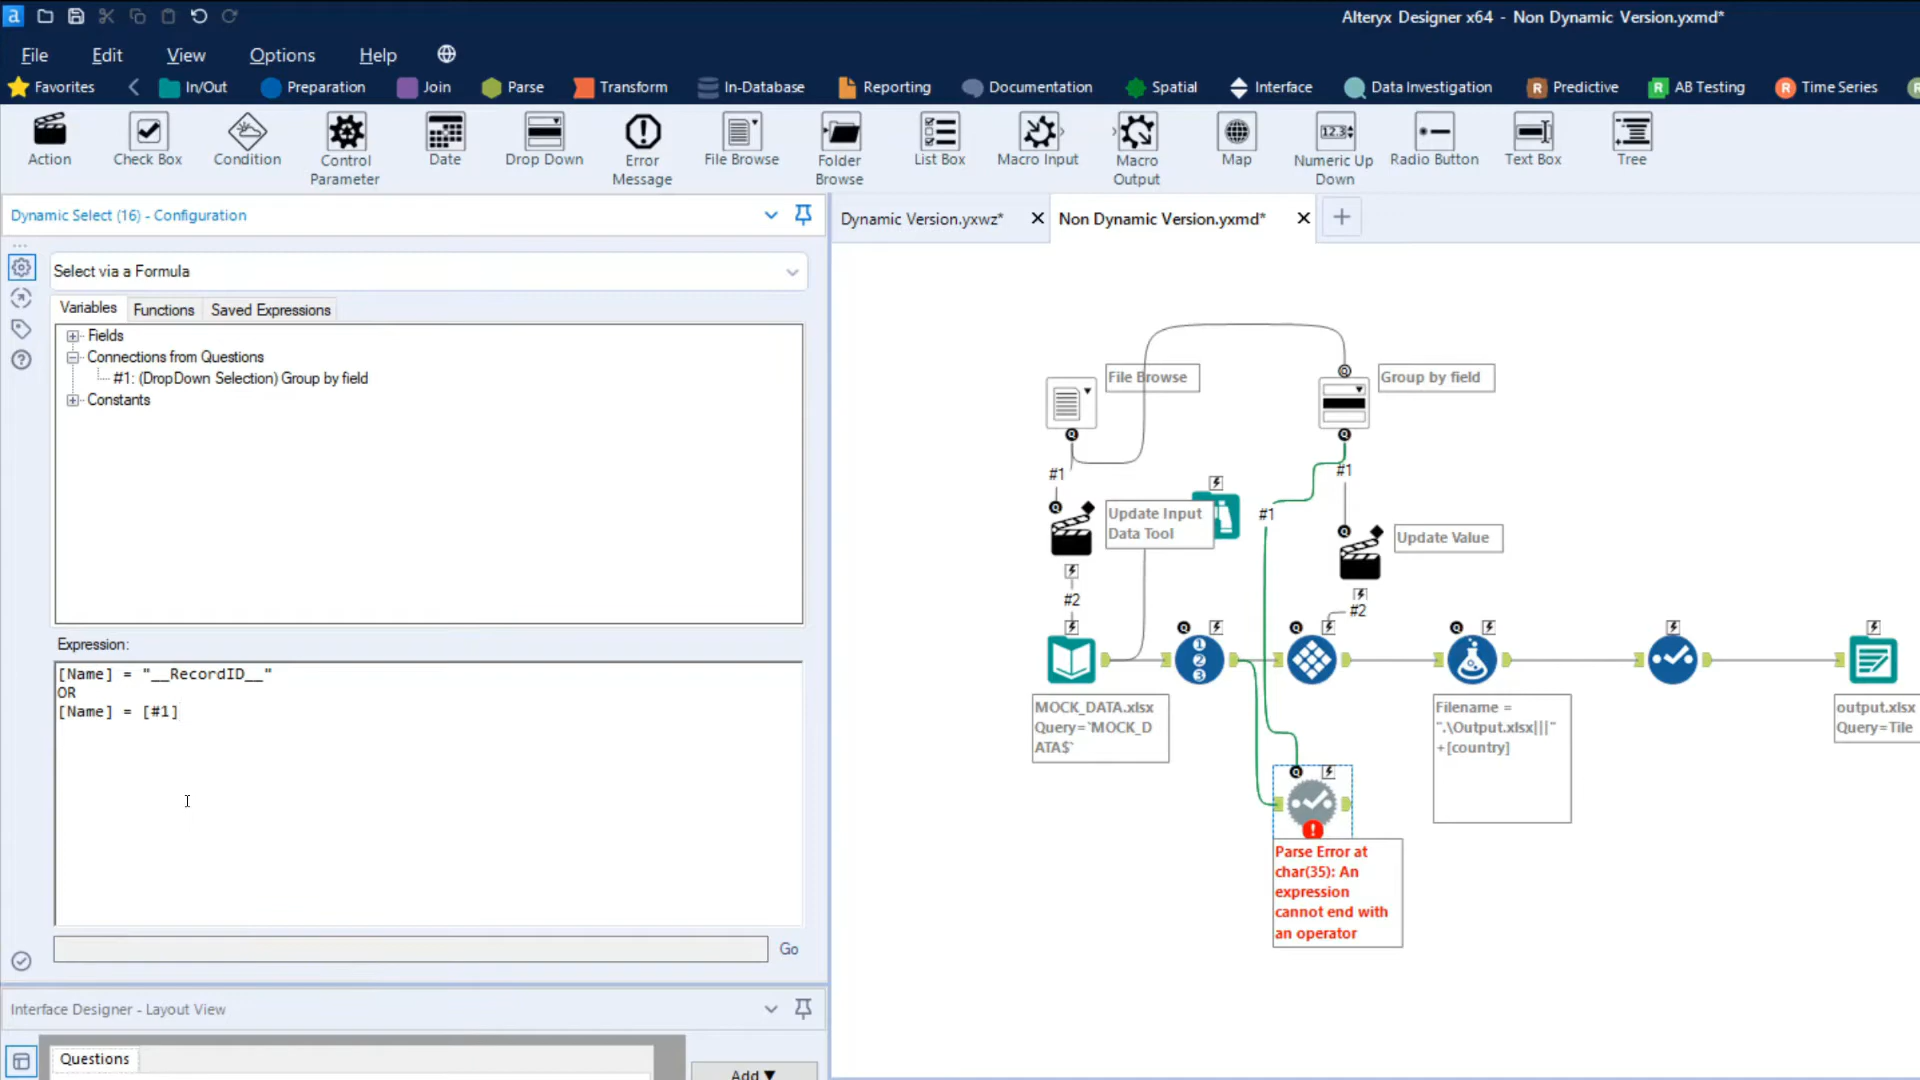 a
Alteryx Designer x64 - Non Dynamic Version.yxmd*
File Edit View Options Help
Favorites In/Out Preparation Join Parse Transform In-Database Reporting Documentation Spatial Interface Data Investigation Predictive AB Testing Time Series
Action Check Box Condition Control Parameter Date Drop Down Error Message File Browse Folder Browse List Box Macro Input Macro Output Map Numeric Up Down Radio Button Text Box Tree
Dynamic Select (16) - Configuration
Dynamic Version.yxwz*
Non Dynamic Version.yxmd*
Select via a Formula
Variables Functions Saved Expressions
Fields
Connections from Questions
#1: (DropDown Selection) Group by field
Constants
Expression:
[Name] = "__RecordID__"
OR
[Name] = [#1]
Go
Interface Designer - Layout View
Questions
Add
File Browse
Group by field
#1
#1
Update Input
Data Tool
#1
Update Value
#2
#2
MOCK_DATA.xlsx
Query=`MOCK_D
ATA$`
Filename =
".\Output.xlsx|||"
+[country]
output.xlsx
Query=Tile
Parse Error at
char(35): An
expression
cannot end with
an operator